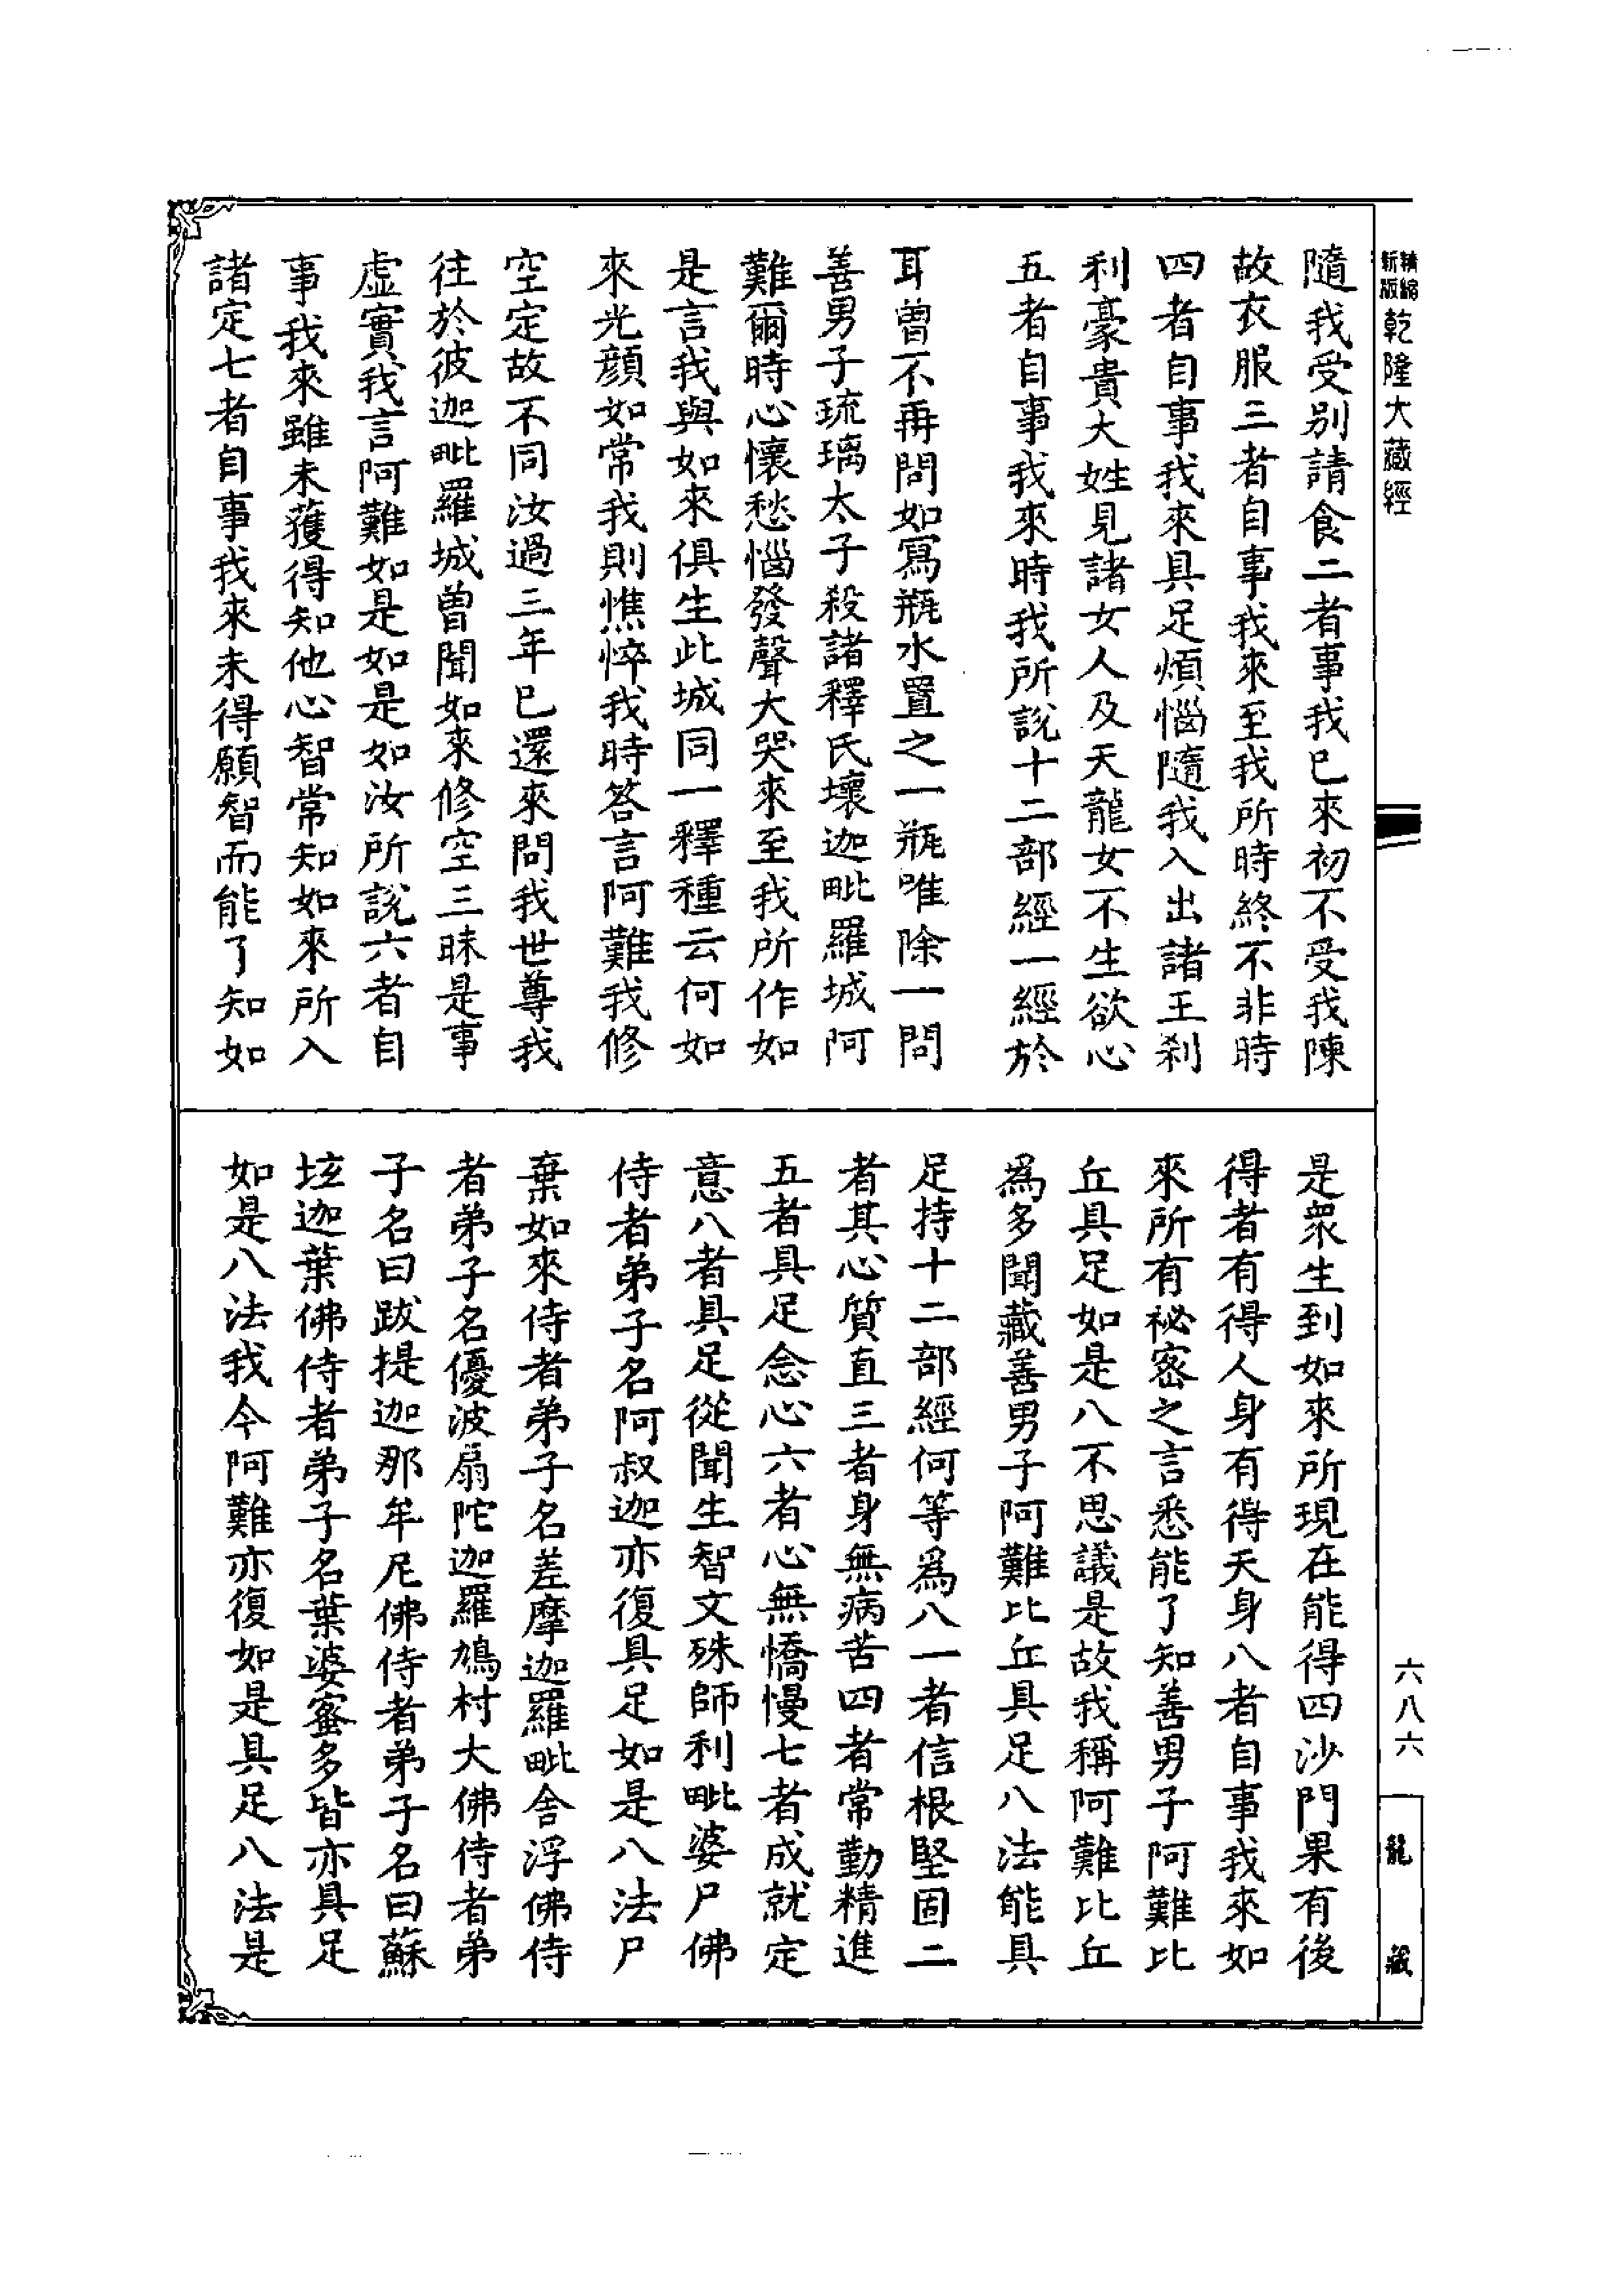 精縮新版乾隆大藏經
隨我受別請食二者事我已來初不受我陳
故衣服三者自事我來至我所時終不非時
四者自事我來具足煩惱隨我入出諸王刹
利豪貴大姓見諸女人及天龍女不生欲心
五者自事我來時我所說十二部經一經於
耳曾不再問如寫瓶水置之一瓶唯除一問
善男子琉璃太子殺諸釋氏壞迦毗羅城阿
難爾時心懷愁惱發聲大哭來至我所作如
是言我與如來俱生此城同一釋種云何如
來光顏如常我則憔悴我時答言阿難我修
空定故不同汝過三年已還來問我世尊我
往於彼迦毗羅城曾聞如來修空三昧是事
虛實我言阿難如是如是如汝所說六者自
事我來雖未獲得知他心智常知如來所入
諸定七者自事我來未得願智而能了知如
是衆生到如來所現在能得四沙門果有後
得者有得人身有得天身八者自事我來如
來所有祕密之言悉能了知善男子阿難比
丘具足如是八不思議是故我稱阿難比丘
爲多聞藏善男子阿難比丘具足八法能具
足持十二部經何等爲八一者信根堅固二
者其心質直三者身無病苦四者常勤精進
五者具足念心六者心無憍慢七者成就定
意八者具足從聞生智文殊師利毗婆尸佛
侍者弟子名阿叔迦亦復具足如是八法尸
棄如來侍者弟子名差摩迦羅毗舍浮佛侍
者弟子名優波扇陀迦羅鳩村大佛侍者弟
子名曰跋提迦那牟尼佛侍者弟子名曰蘇
坻迦葉佛侍者弟子名葉婆蜜多皆亦具足
如是八法我今阿難亦復如是具足八法是
六八六
龍藏